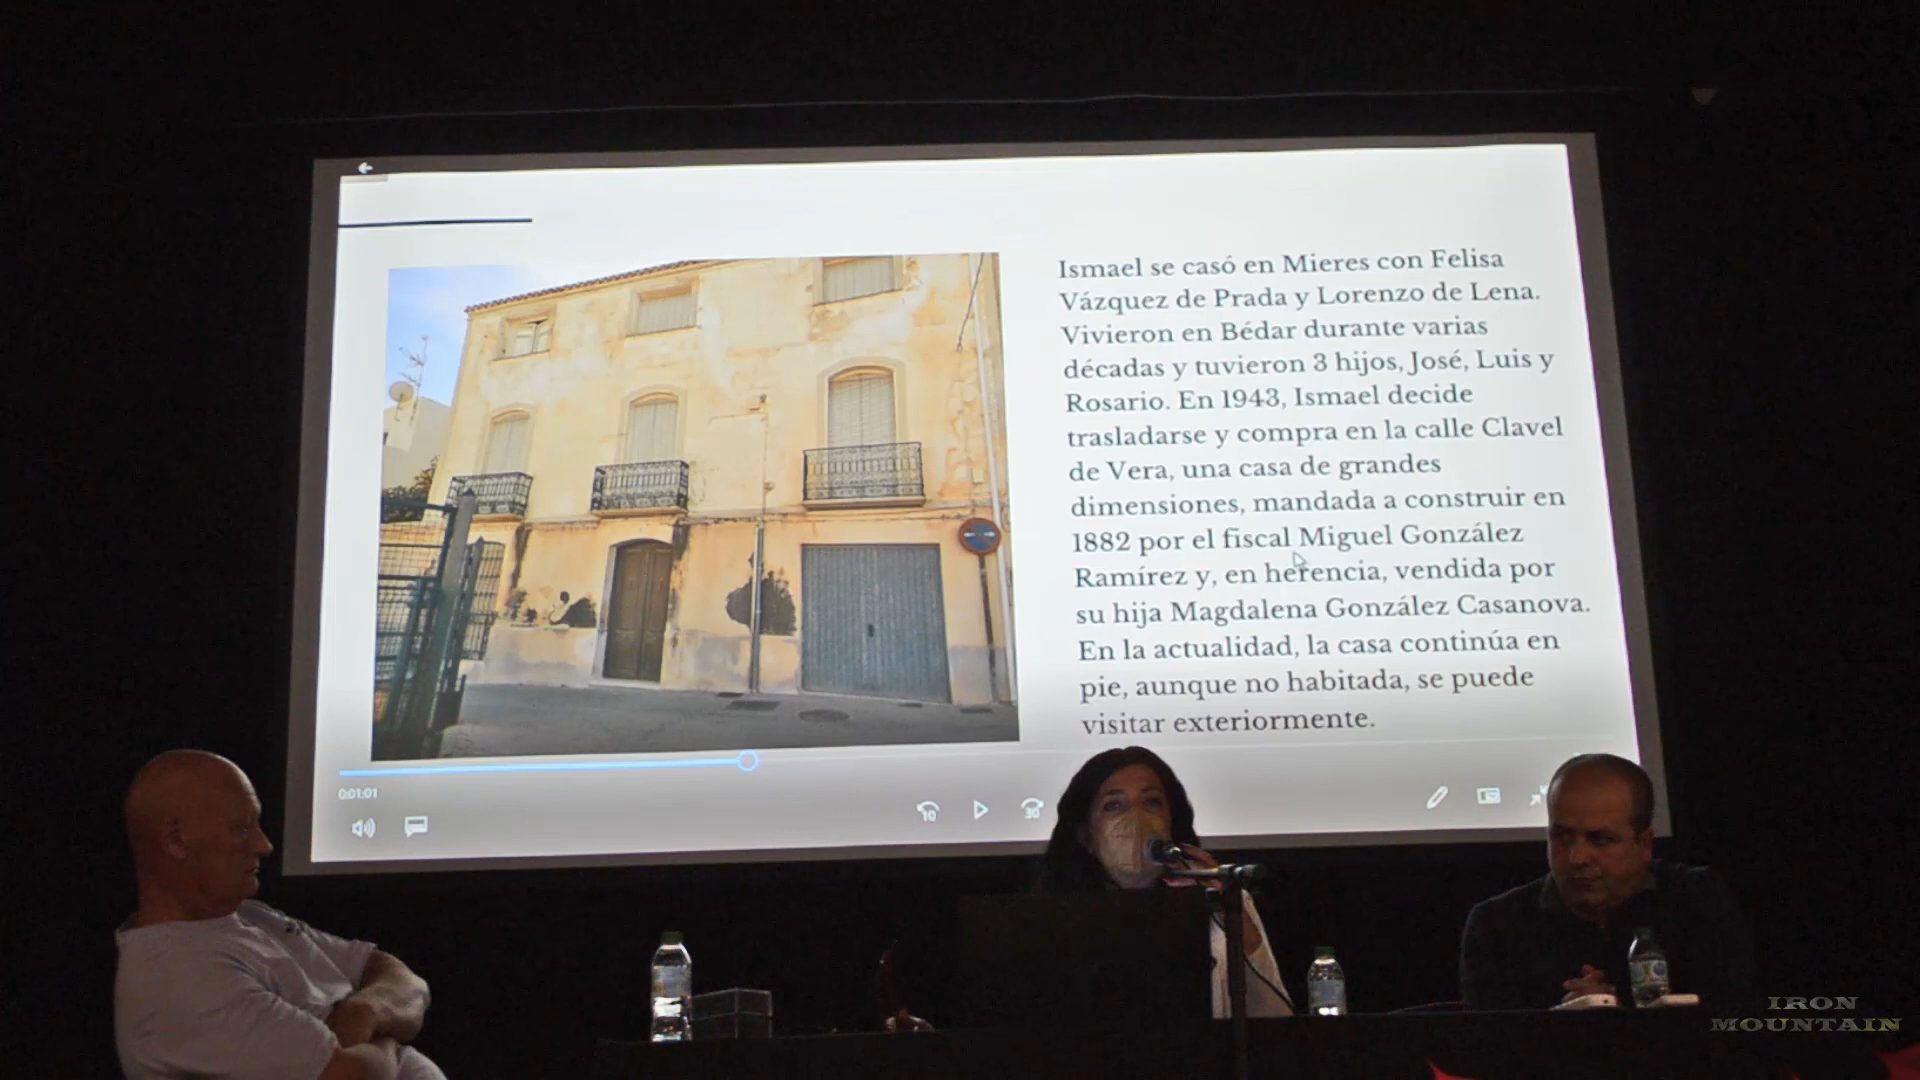 Ismael se casó en Mieres con Felisa
Vázquez de Prada y Lorenzo de Lena.
Vivieron en Bédar durante varias
décadas y tuvieron 3 hijos, José, Luis y
Rosario. En 1943, Ismael decide
trasladarse y compra en la calle Clavel
de Vera, una casa de grandes
dimensiones, mandada a construir en
1882 por el fiscal Miguel González
Ramírez y, en herencia, vendida por
su hija Magdalena González Casanova.
En la actualidad, la casa continúa en
pie, aunque no habitada, se puede
visitar exteriormente.
0:01:01
10
30
IRON
MOUNTAIN